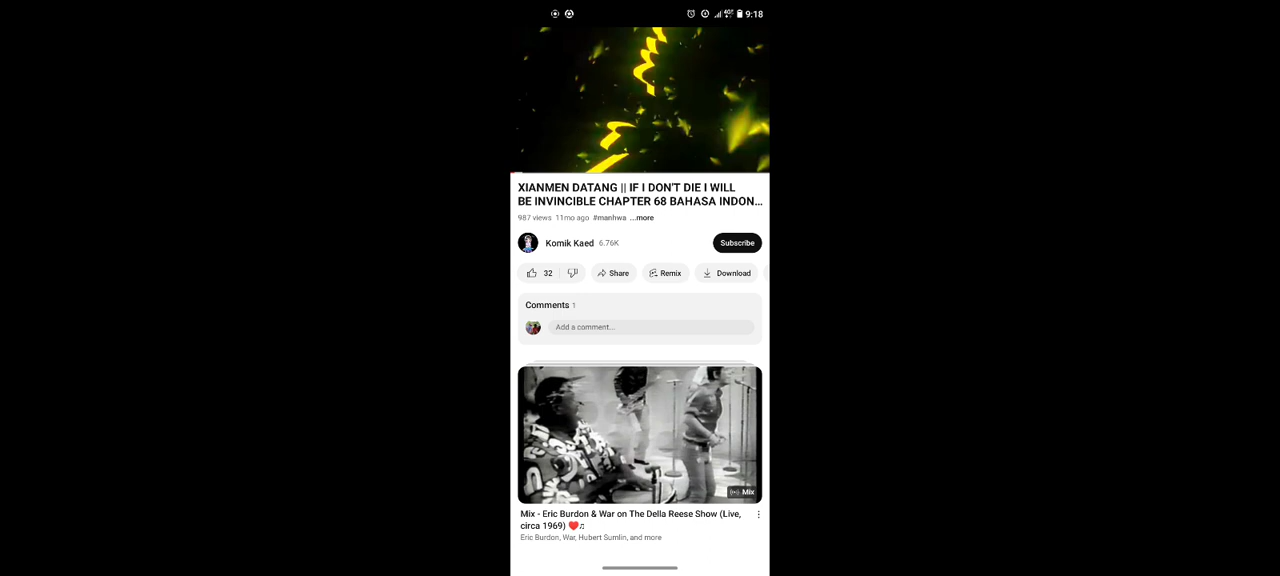 4G+ 9:18
XIANMEN DATANG || IF I DON'T DIE I WILL
BE INVINCIBLE CHAPTER 68 BAHASA INDON...
987 views 11mo ago #manhwa ...more
Komik Kaed 6.76K Subscribe
32 Share Remix Download
Comments 1
Add a comment...
Mix
Mix - Eric Burdon & War on The Della Reese Show (Live,
circa 1969) ❤️♫
Eric Burdon, War, Hubert Sumlin, and more